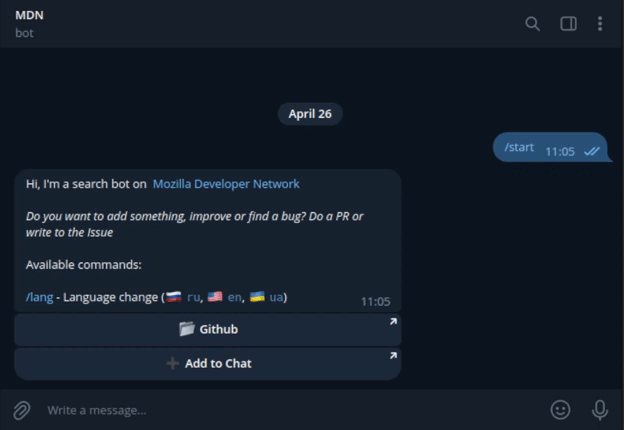 MDN
bot
April 26
/start 11:05
Hi, I'm a search bot on Mozilla Developer Network
Do you want to add something, improve or find a bug? Do a PR or
write to the Issue
Available commands:
/lang - Language change (🇷🇺 ru, 🇺🇸 en, 🇺🇦 ua)
11:05
Github
Add to Chat
Write a message...